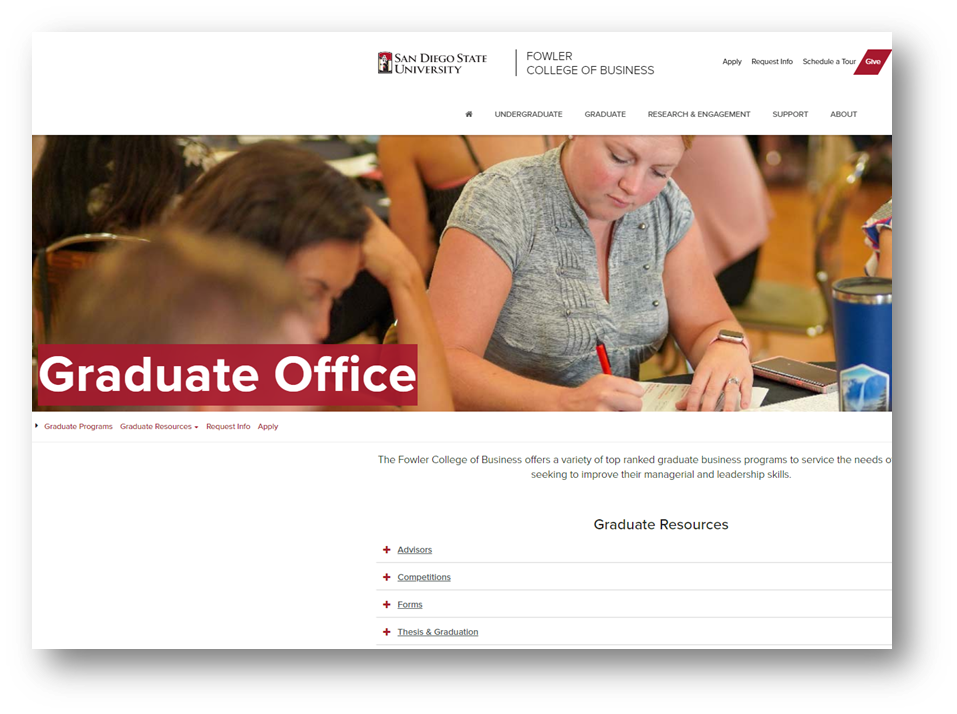 SAN DIEGO STATE
UNIVERSITY
FOWLER
COLLEGE OF BUSINESS
Apply Request Info Schedule a Tour Give
UNDERGRADUATE GRADUATE RESEARCH & ENGAGEMENT SUPPORT ABOUT
Graduate Office
Graduate Programs Graduate Resources Request Info Apply
The Fowler College of Business offers a variety of top ranked graduate business programs to service the needs o
seeking to improve their managerial and leadership skills.
Graduate Resources
Advisors
Competitions
Forms
Thesis & Graduation